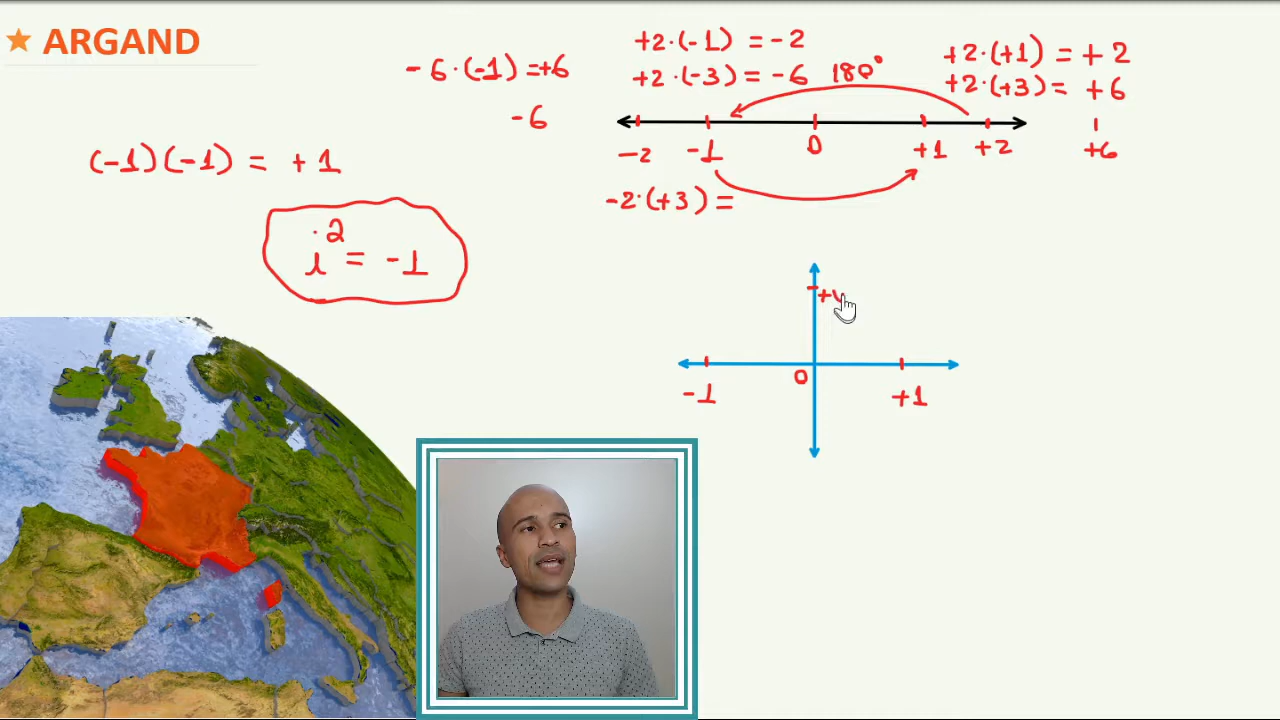 ARGAND
+2·(-1) = -2
+2·(-3) = -6
180°
+2·(+1) = +2
+2·(+3) = +6
-6·(-1) = +6
-6
-2 -1 0 +1 +2 +6
(-1)(-1) = +1
-2·(+3) =
i² = -1
0
-1 +1